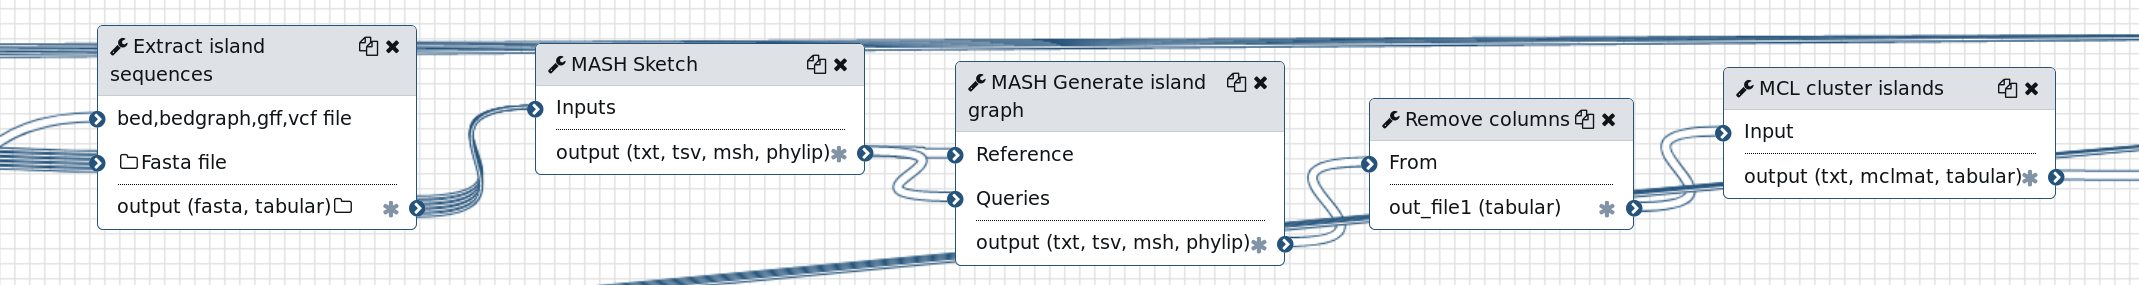 Extract island
sequences
bed,bedgraph,gff,vcf file
Fasta file
output (fasta, tabular)
MASH Sketch
Inputs
output (txt, tsv, msh, phylip)
MASH Generate island
graph
Reference
Queries
output (txt, tsv, msh, phylip)
Remove columns
From
out_file1 (tabular)
MCL cluster islands
Input
output (txt, mclmat, tabular)